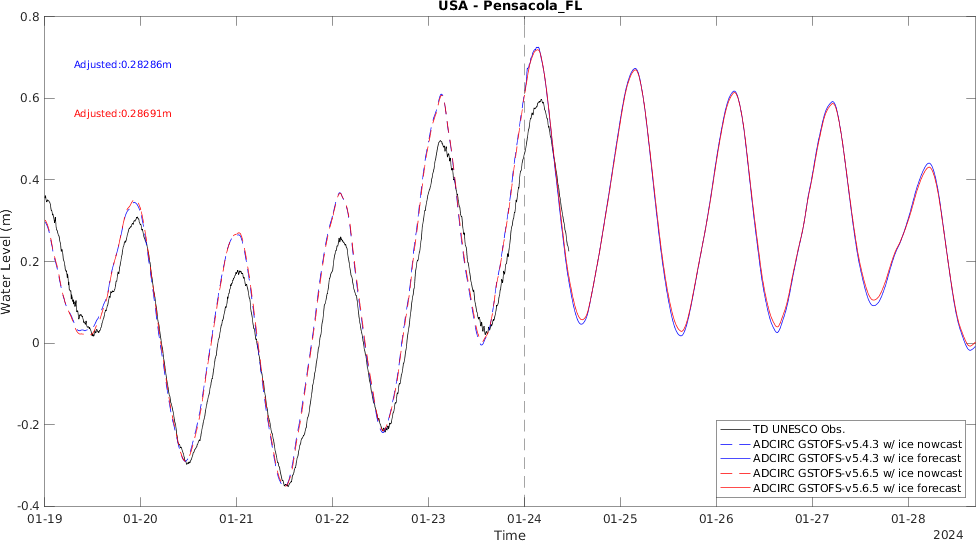 USA - Pensacola_FL
0.8
0.6
0.4
0.2
0
-0.2
-0.4
Water Level (m)
Adjusted:0.28286m
Adjusted:0.28691m
TD UNESCO Obs.
ADCIRC GSTOFS-v5.4.3 w/ ice nowcast
ADCIRC GSTOFS-v5.4.3 w/ ice forecast
ADCIRC GSTOFS-v5.6.5 w/ ice nowcast
ADCIRC GSTOFS-v5.6.5 w/ ice forecast
01-19 01-20 01-21 01-22 01-23 01-24 01-25 01-26 01-27 01-28
Time
2024